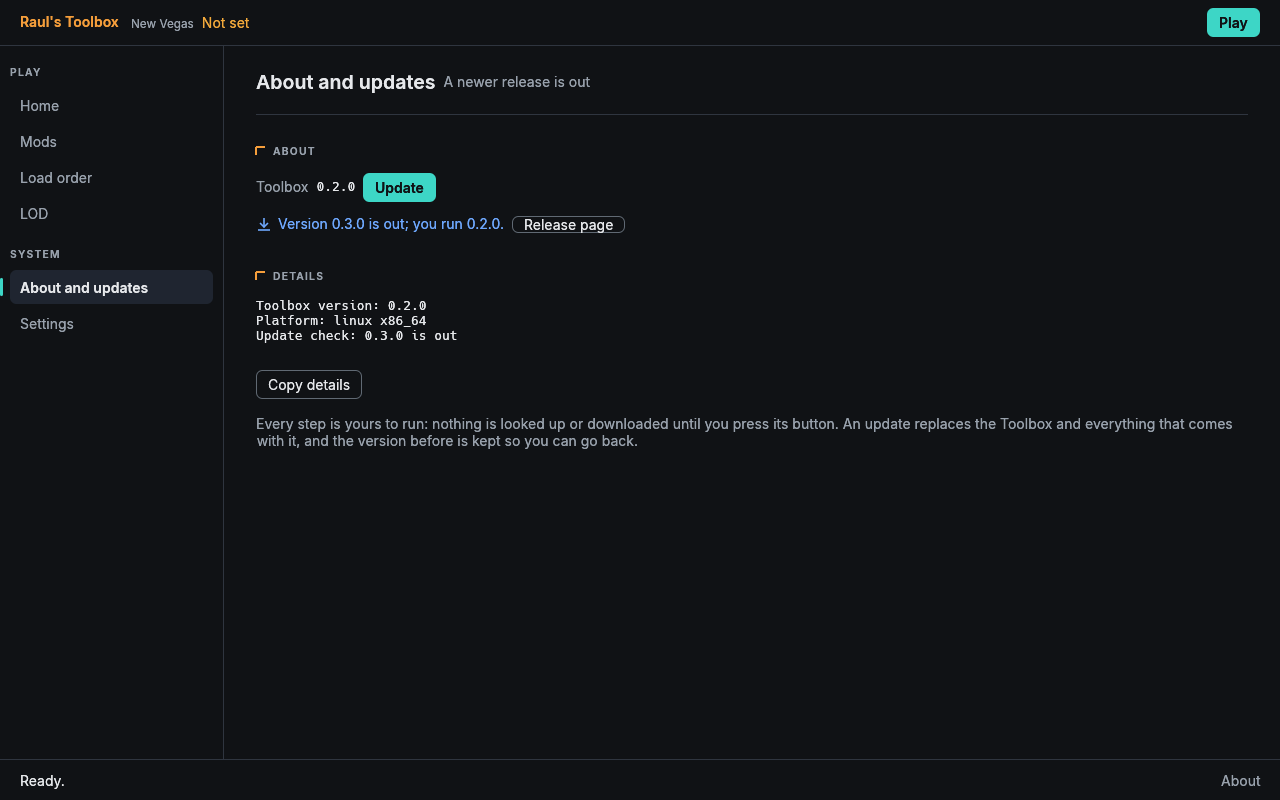 Raul's Toolbox New Vegas Not set Play
PLAY
Home
Mods
Load order
LOD
SYSTEM
About and updates
Settings
About and updates A newer release is out
ABOUT
Toolbox 0.2.0 Update
Version 0.3.0 is out; you run 0.2.0. Release page
DETAILS
Toolbox version: 0.2.0
Platform: linux x86_64
Update check: 0.3.0 is out
Copy details
Every step is yours to run: nothing is looked up or downloaded until you press its button. An update replaces the Toolbox and everything that comes
with it, and the version before is kept so you can go back.
Ready. About